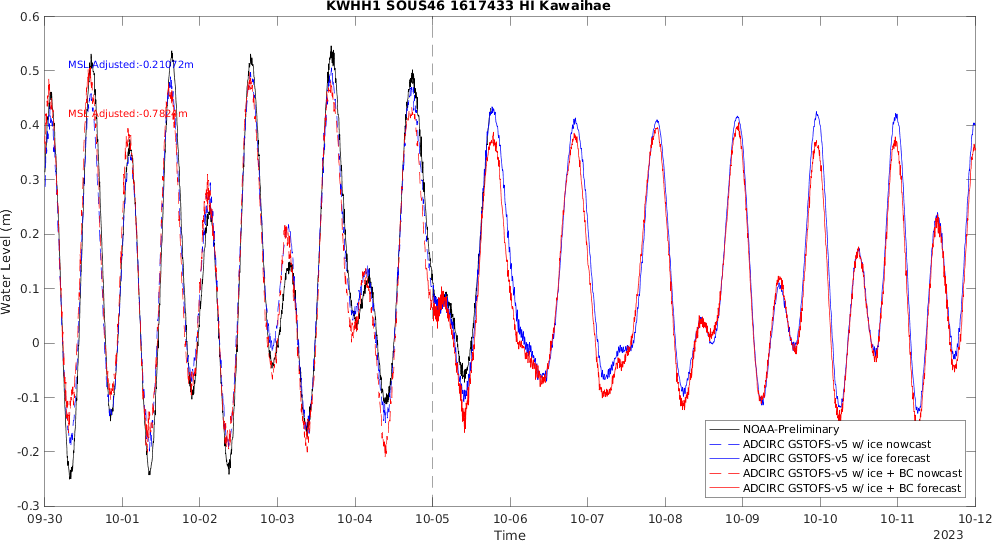 KWHH1 SOUS46 1617433 HI Kawaihae
0.6
0.5
0.4
0.3
0.2
0.1
0
-0.1
-0.2
-0.3
Water Level (m)
MSL Adjusted:-0.21072m
MSL Adjusted:
NOAA-Preliminary
ADCIRC GSTOFS-v5 w/ ice nowcast
ADCIRC GSTOFS-v5 w/ ice forecast
ADCIRC GSTOFS-v5 w/ ice + BC nowcast
ADCIRC GSTOFS-v5 w/ ice + BC forecast
09-30 10-01 10-02 10-03 10-04 10-05 10-06 10-07 10-08 10-09 10-10 10-11 10-12
Time
2023